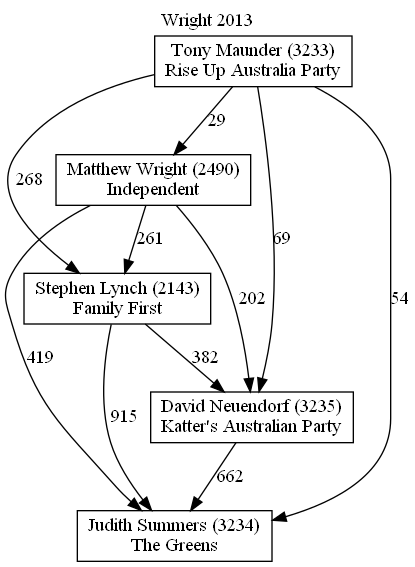 Wright 2013
Tony Maunder (3233)
Rise Up Australia Party
29
268
Matthew Wright (2490)
Independent
261
69
202
54
Stephen Lynch (2143)
Family First
419
382
915
David Neuendorf (3235)
Katter's Australian Party
662
Judith Summers (3234)
The Greens